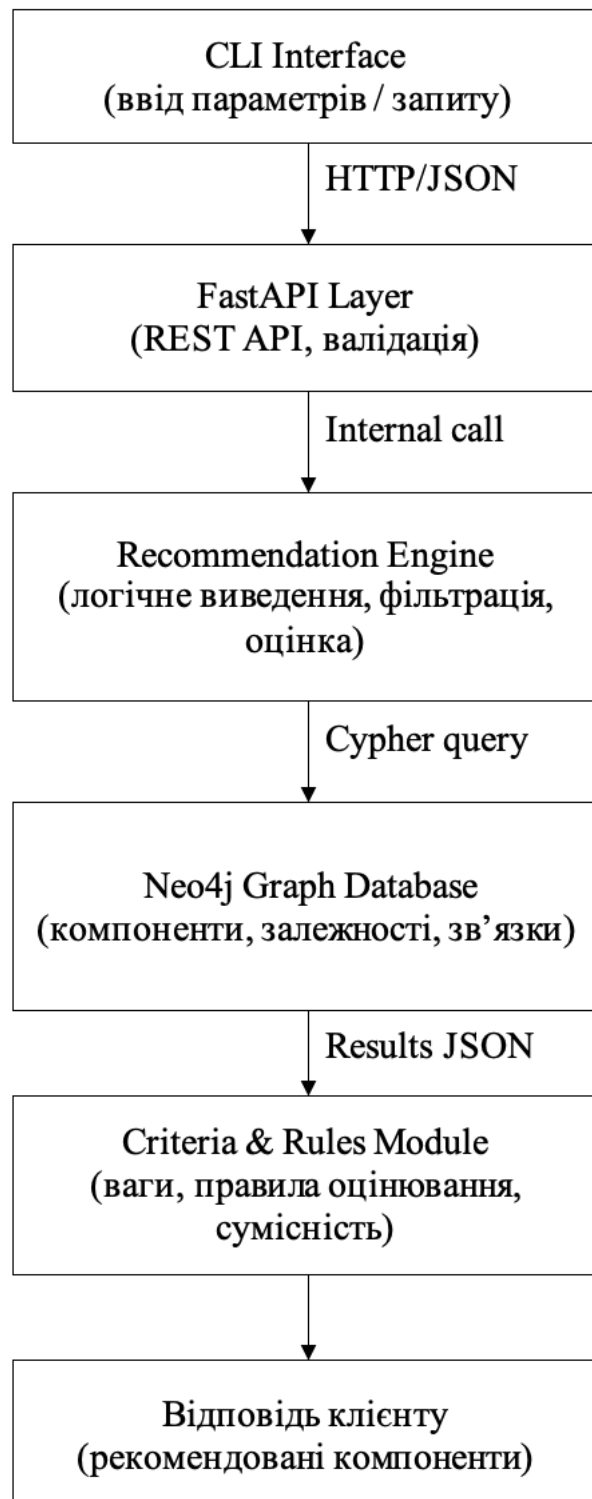 CLI Interface
(ввід параметрів / запиту)
HTTP/JSON
FastAPI Layer
(REST API, валідація)
Internal call
Recommendation Engine
(логічне виведення, фільтрація,
оцінка)
Cypher query
Neo4j Graph Database
(компоненти, залежності, зв’язки)
Results JSON
Criteria & Rules Module
(ваги, правила оцінювання,
сумісність)
Відповідь клієнту
(рекомендовані компоненти)